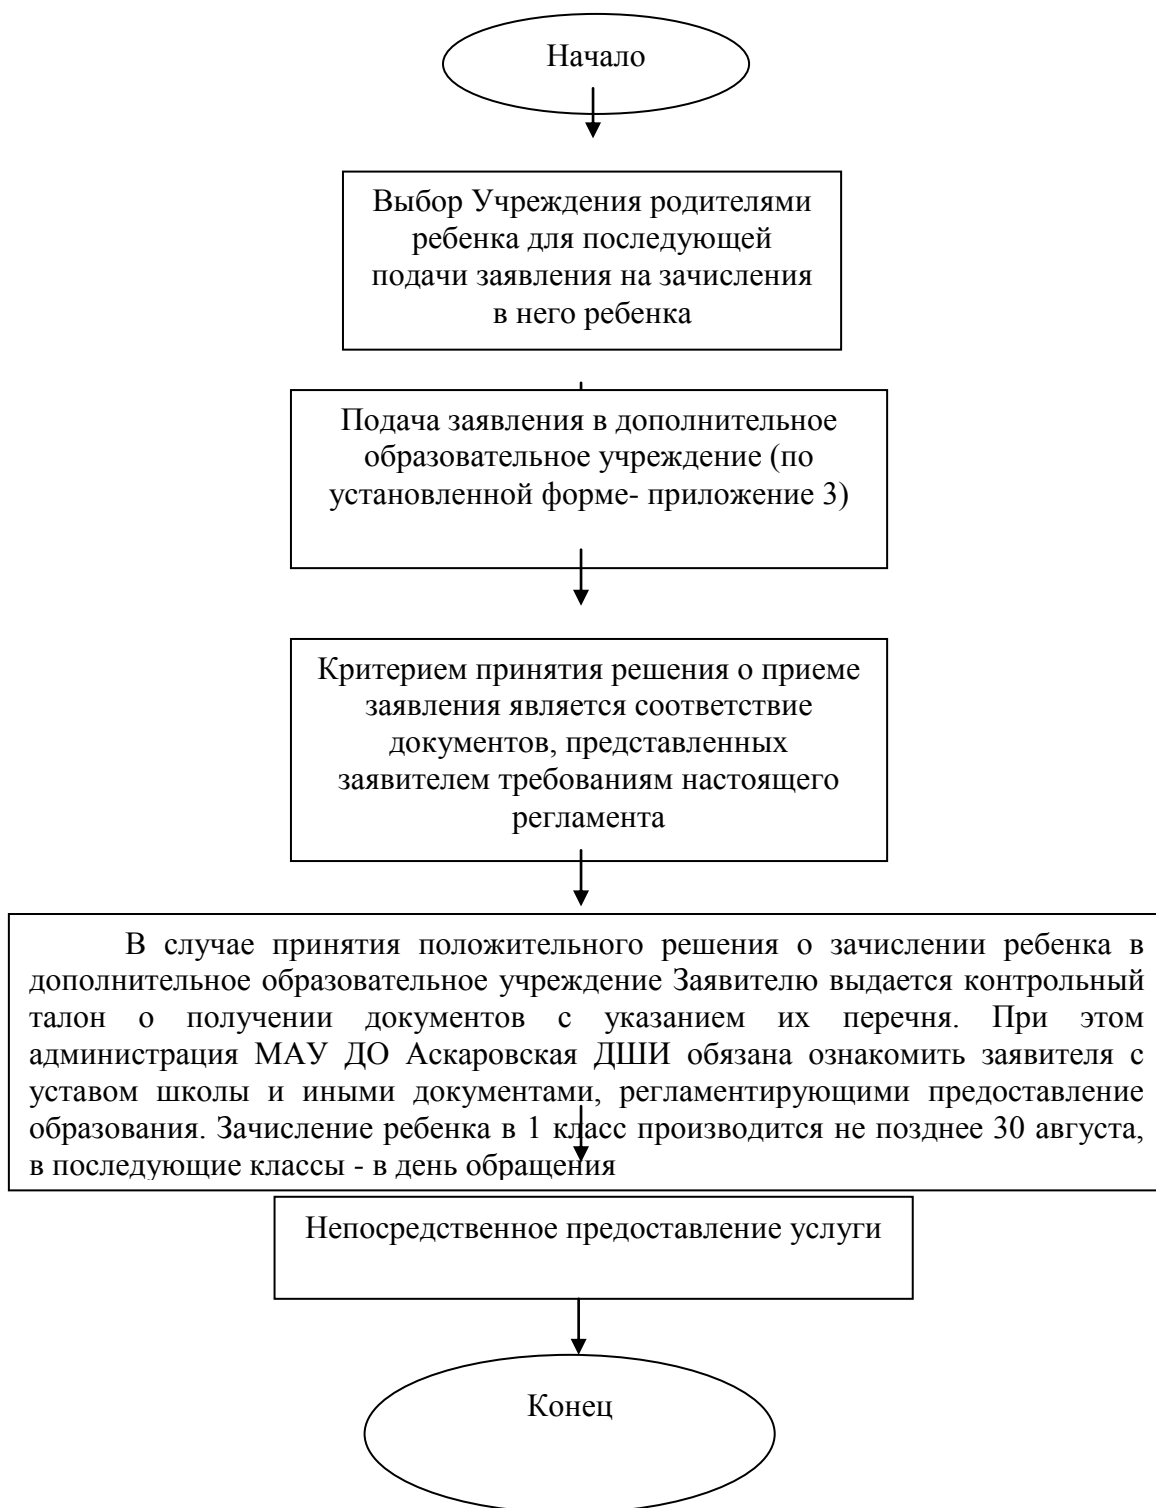 Начало
Выбор Учреждения родителями
ребенка для последующей
подачи заявления на зачисления
в него ребенка
Подача заявления в дополнительное
образовательное учреждение (по
установленной форме- приложение 3)
Критерием принятия решения о приеме
заявления является соответствие
документов, представленных
заявителем требованиям настоящего
регламента
В случае принятия положительного решения о зачислении ребенка в
дополнительное образовательное учреждение Заявителю выдается контрольный
талон о получении документов с указанием их перечня. При этом
администрация МАУ ДО Аскаровская ДШИ обязана ознакомить заявителя с
уставом школы и иными документами, регламентирующими предоставление
образования. Зачисление ребенка в 1 класс производится не позднее 30 августа,
в последующие классы - в день обращения
Непосредственное предоставление услуги
Конец